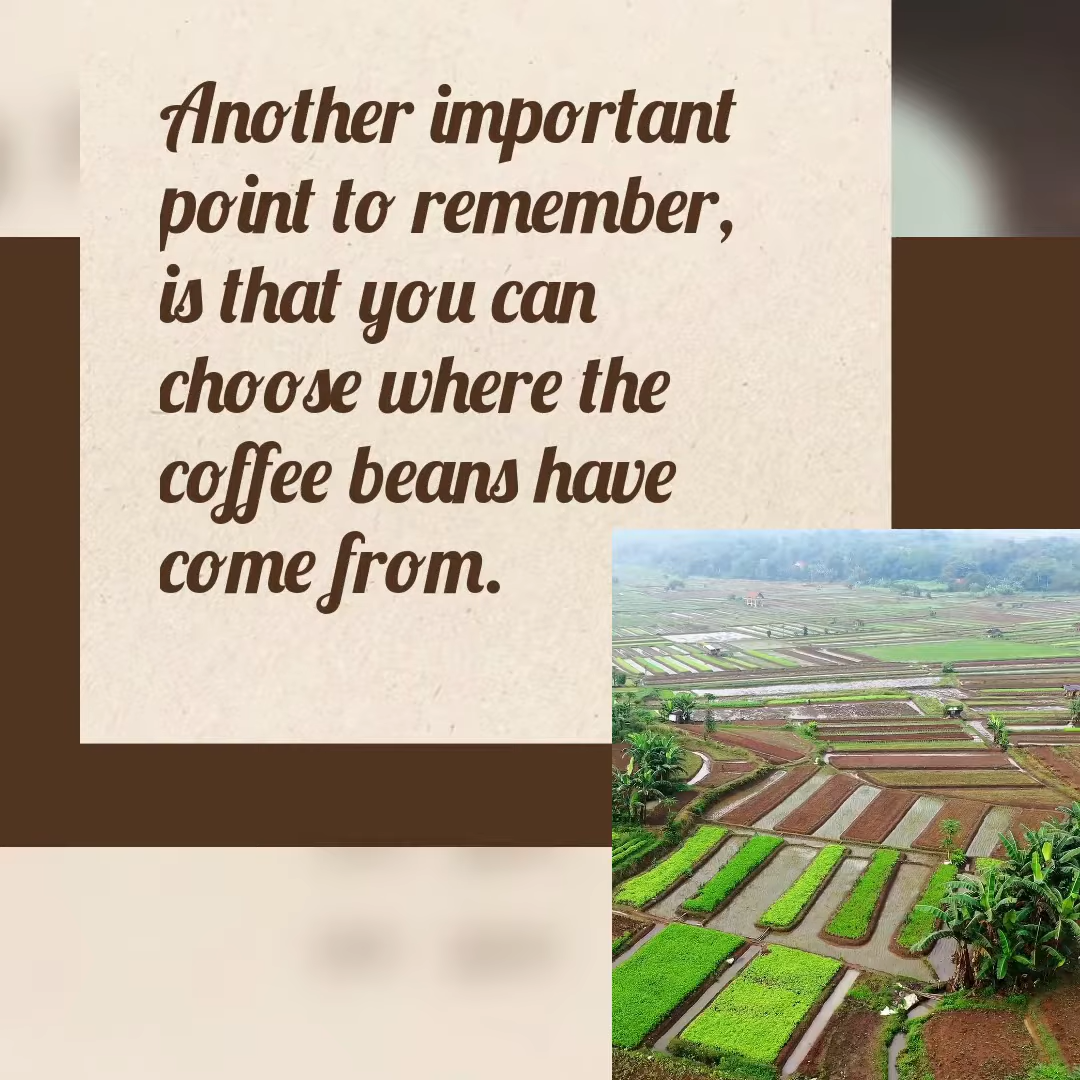 Another important
point to remember,
is that you can
choose where the
coffee beans have
come from.